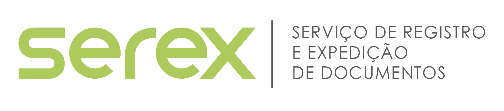 serex
SERVIÇO DE REGISTRO
E EXPEDIÇÃO
DE DOCUMENTOS